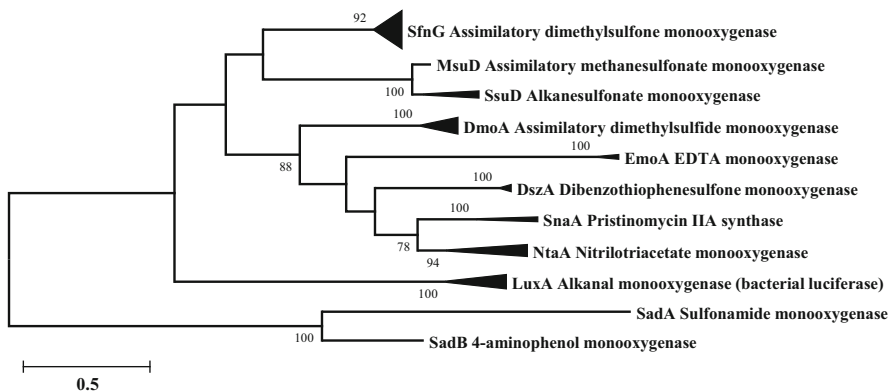 92
SfnG Assimilatory dimethylsulfone monooxygenase
MsuD Assimilatory methanesulfonate monooxygenase
100
SsuD Alkanesulfonate monooxygenase
100
DmoA Assimilatory dimethylsulfide monooxygenase
88
100
EmoA EDTA monooxygenase
100
DszA Dibenzothiophenesulfone monooxygenase
100
SnaA Pristinomycin IIA synthase
78
94
NtaA Nitrilotriacetate monooxygenase
100
LuxA Alkanal monooxygenase (bacterial luciferase)
SadA Sulfonamide monooxygenase
100
SadB 4-aminophenol monooxygenase
0.5